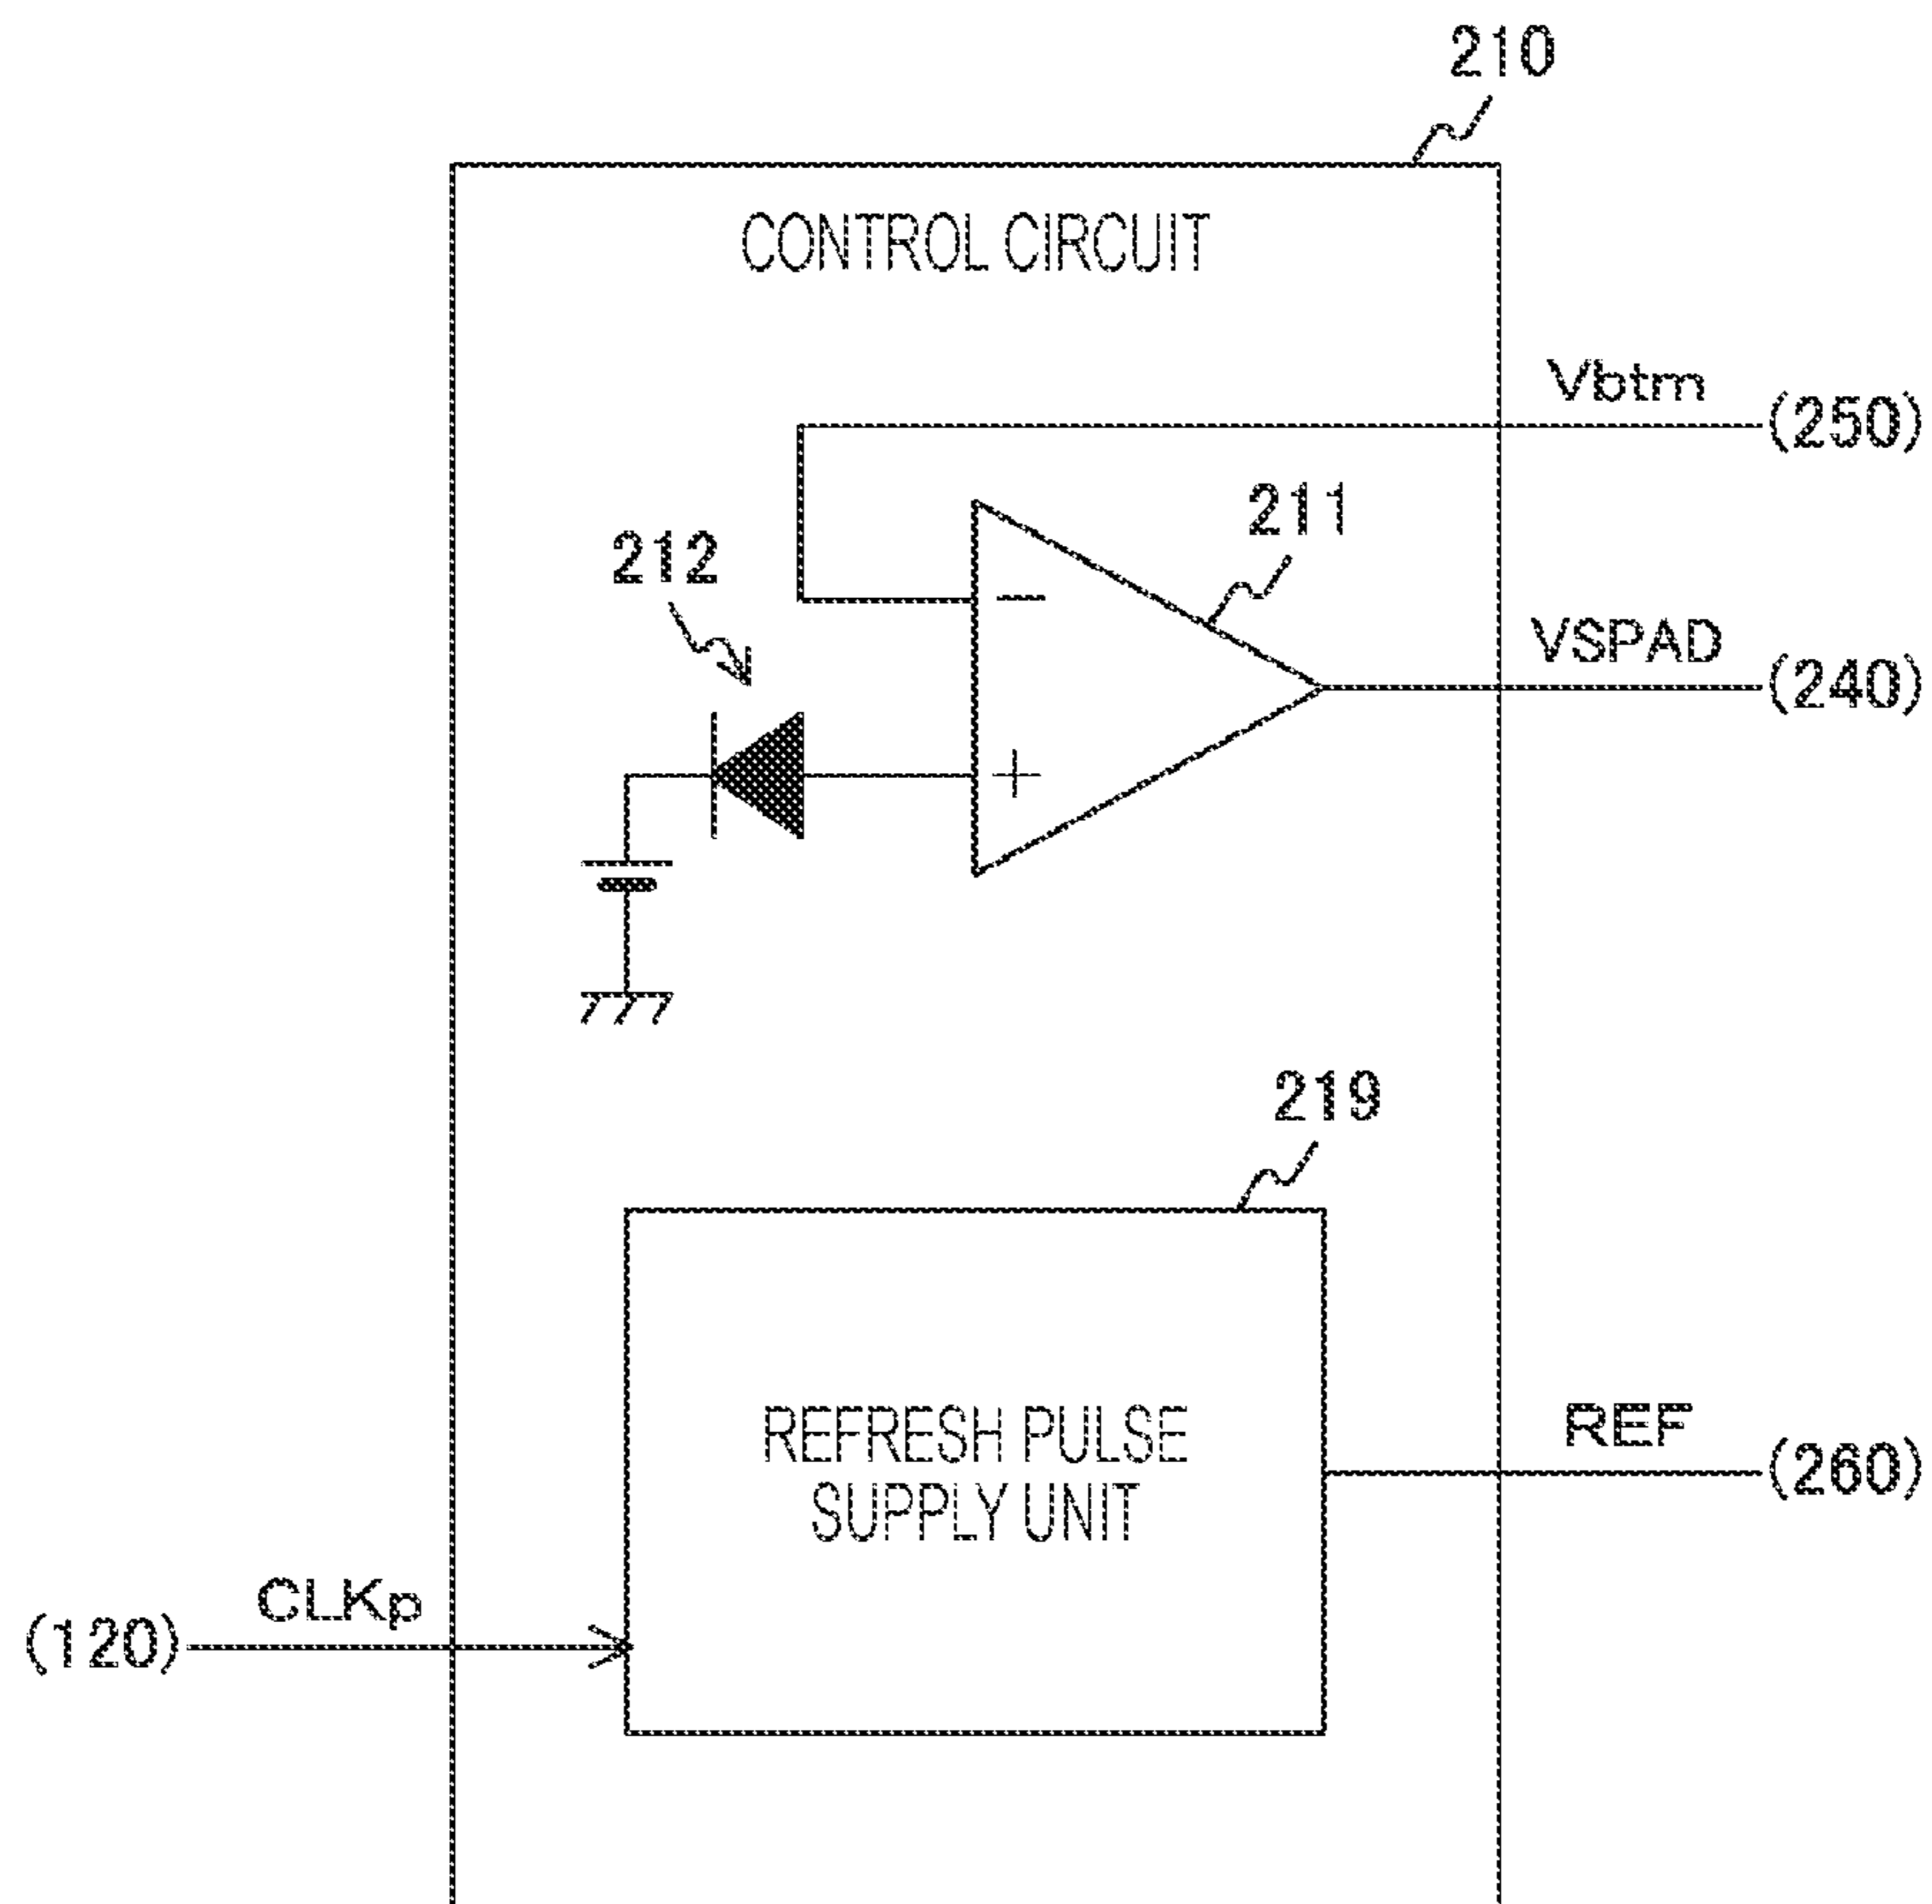 210
CONTROL CIRCUIT
Vbtm
(250)
211
212
−
VSPAD
(240)
+
219
REFRESH PULSE
SUPPLY UNIT
REF
(260)
CLKp
(120)